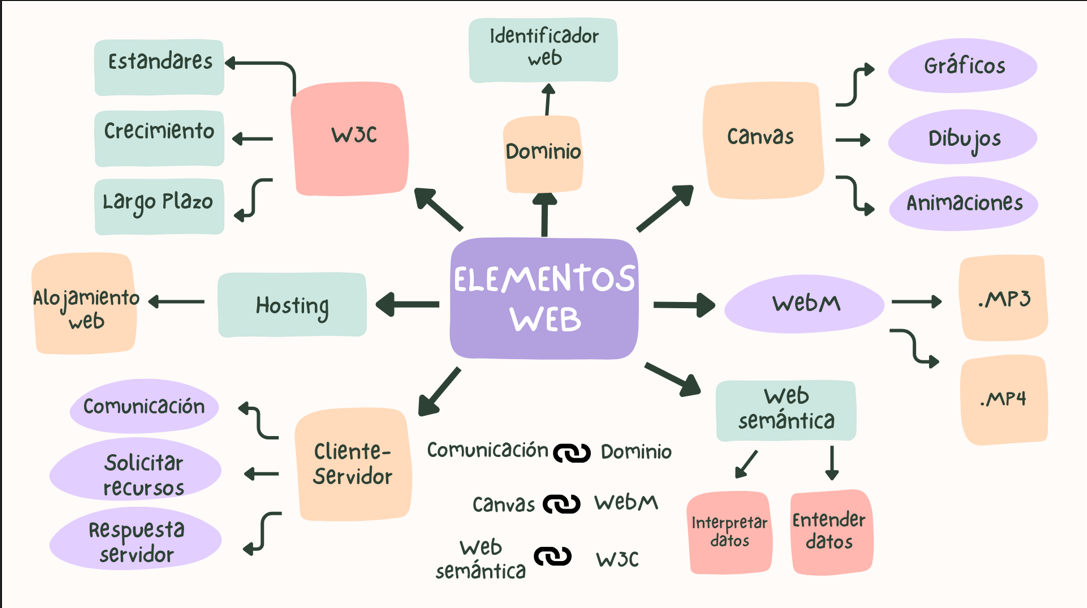 ELEMENTOS
WEB
Estandares
Crecimiento
Largo Plazo
W3C
Identificador
web
Dominio
Canvas
Gráficos
Dibujos
Animaciones
Alojamiento
web
Hosting
WebM
.MP3
.MP4
Comunicación
Solicitar
recursos
Respuesta
servidor
Cliente-
Servidor
Comunicación Dominio
Canvas WebM
Web
semántica W3C
Web
semántica
Interpretar
datos
Entender
datos